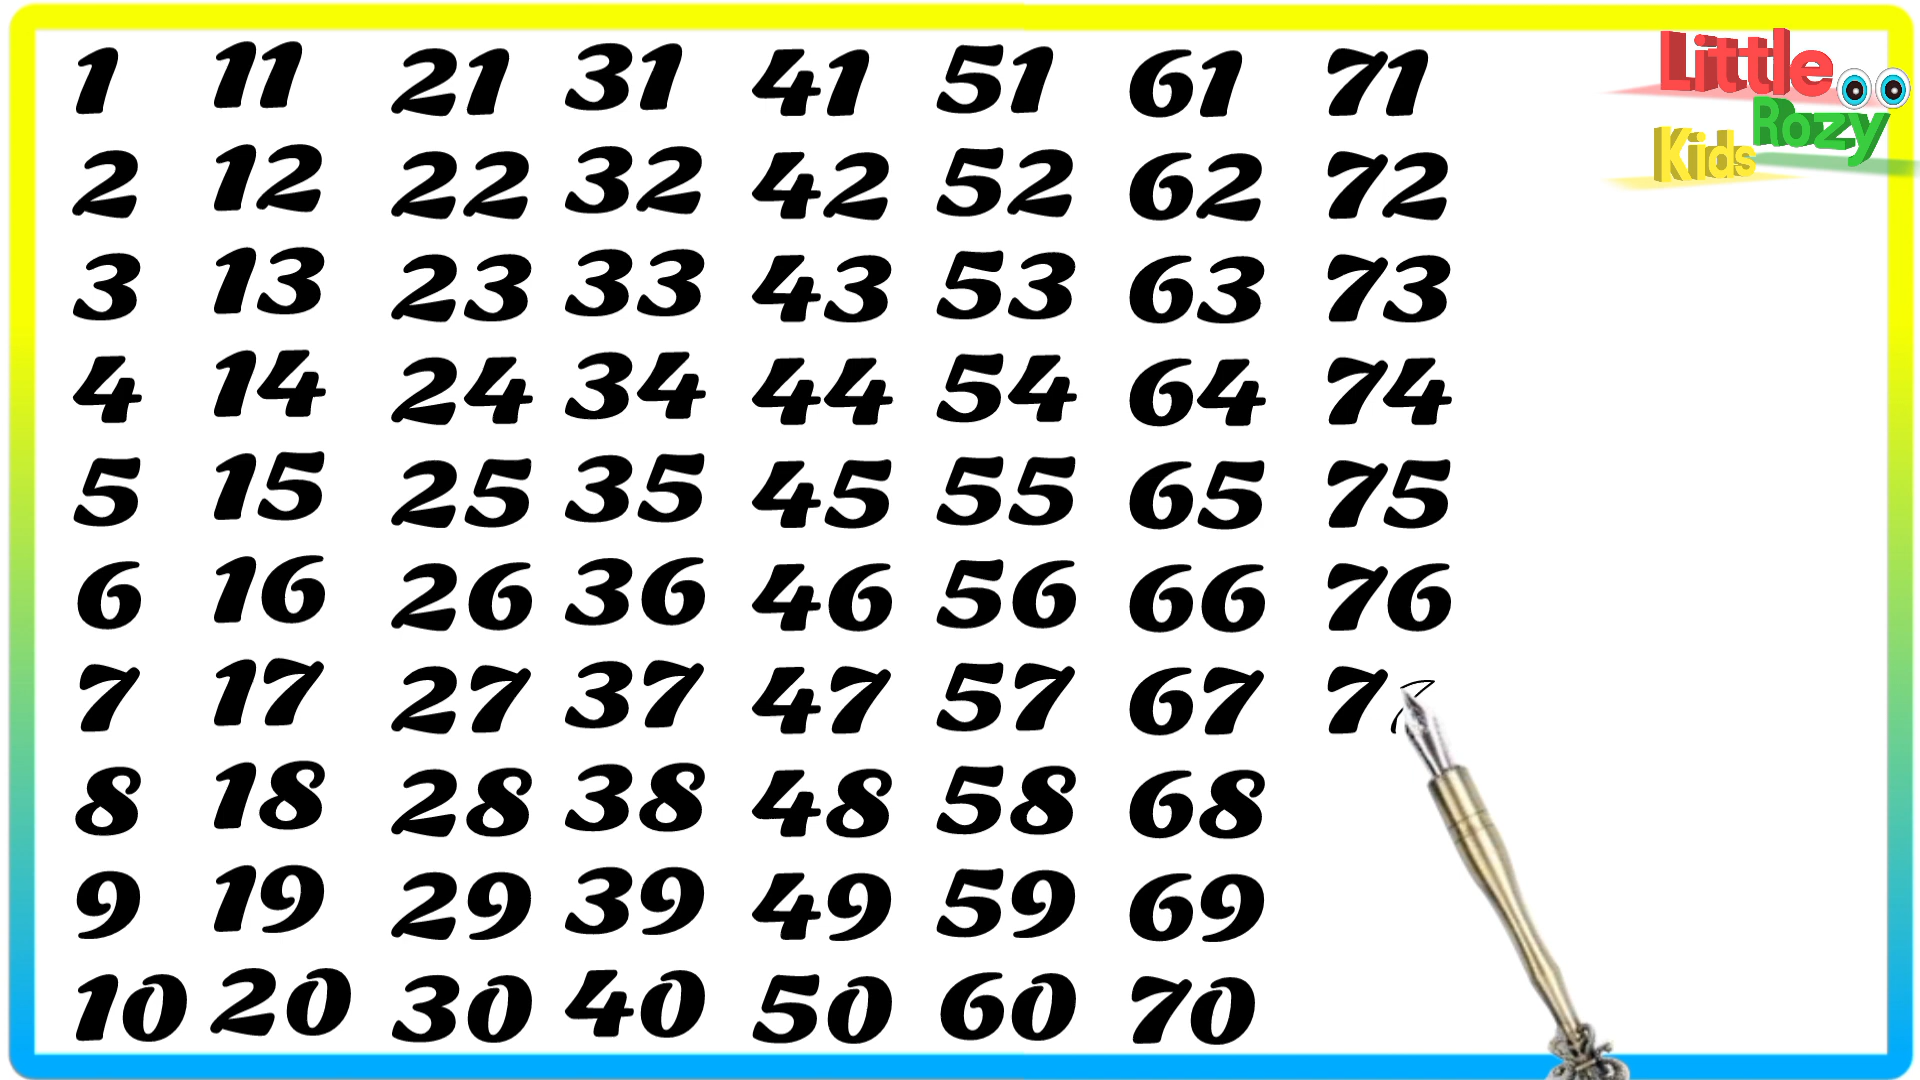 1 11 21 31 41 51 61 71
2 12 22 32 42 52 62 72
3 13 23 33 43 53 63 73
4 14 24 34 44 54 64 74
5 15 25 35 45 55 65 75
6 16 26 36 46 56 66 76
7 17 27 37 47 57 67 7
8 18 28 38 48 58 68
9 19 29 39 49 59 69
10 20 30 40 50 60 70
Little
Rozy
Kids